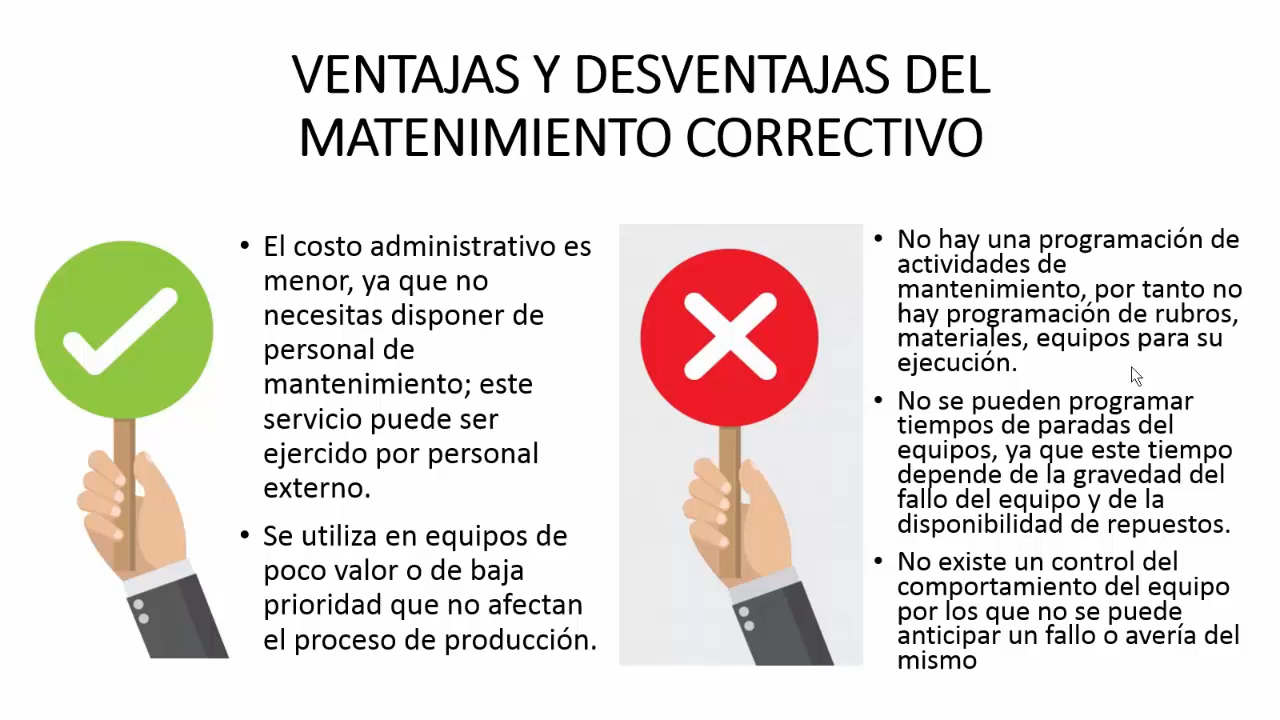 VENTAJAS Y DESVENTAJAS DEL
MATENIMIENTO CORRECTIVO
• El costo administrativo es
menor, ya que no
necesitas disponer de
personal de
mantenimiento; este
servicio puede ser
ejercido por personal
externo.
• Se utiliza en equipos de
poco valor o de baja
prioridad que no afectan
el proceso de producción.
• No hay una programación de
actividades de
mantenimiento, por tanto no
hay programación de rubros,
materiales, equipos para su
ejecución.
• No se pueden programar
tiempos de paradas del
equipos, ya que este tiempo
depende de la gravedad del
fallo del equipo y de la
disponibilidad de repuestos.
• No existe un control del
comportamiento del equipo
por los que no se puede
anticipar un fallo o avería del
mismo